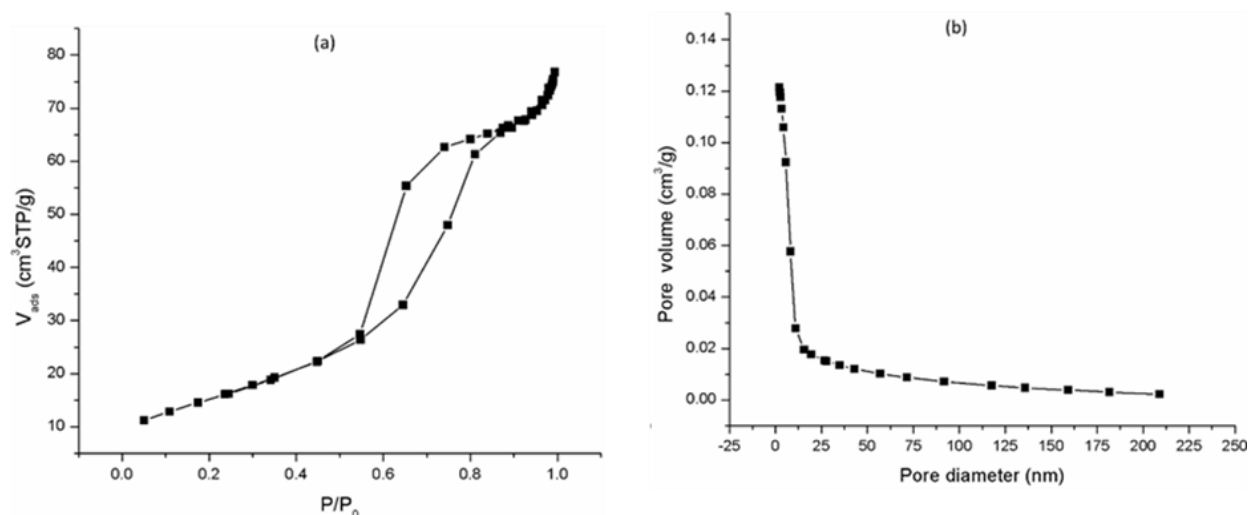 (a)
80
70
60
50
40
30
20
10
0.0 0.2 0.4 0.6 0.8 1.0
V_ads (cm³STP/g)
P/P₀
(b)
0.14
0.12
0.10
0.08
0.06
0.04
0.02
0.00
-25 0 25 50 75 100 125 150 175 200 225 250
Pore volume (cm³/g)
Pore diameter (nm)